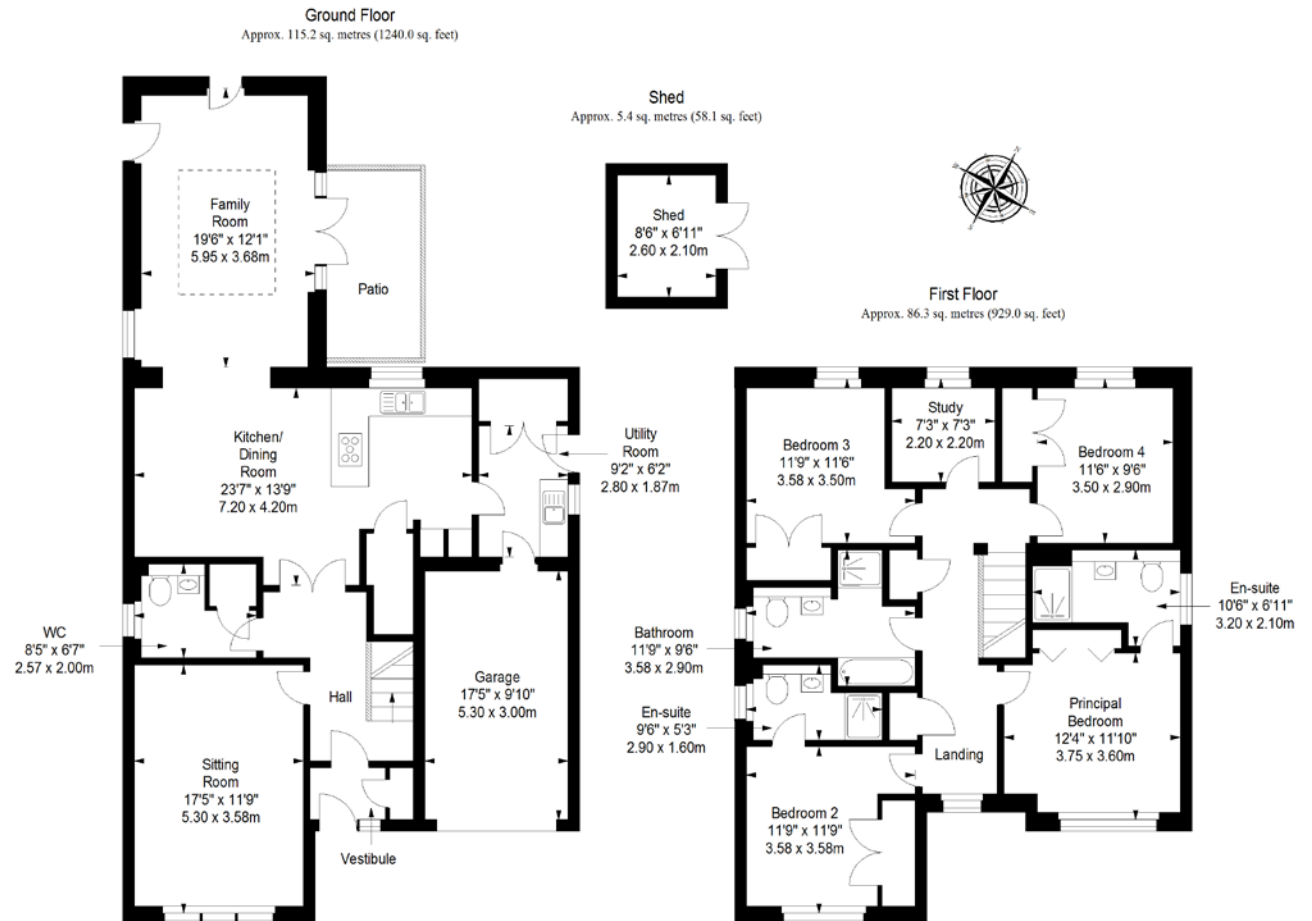 Ground Floor
Approx. 115.2 sq. metres (1240.0 sq. feet)
Shed
Approx. 5.4 sq. metres (58.1 sq. feet)
Family
Room
19'6" x 12'1"
5.95 x 3.68m
Patio
Shed
8'6" x 6'11"
2.60 x 2.10m
First Floor
Approx. 86.3 sq. metres (929.0 sq. feet)
Kitchen/
Dining
Room
23'7" x 13'9"
7.20 x 4.20m
Utility
Room
9'2" x 6'2"
2.80 x 1.87m
WC
8'5" x 6'7"
2.57 x 2.00m
Hall
Garage
17'5" x 9'10"
5.30 x 3.00m
Sitting
Room
17'5" x 11'9"
5.30 x 3.58m
Vestibule
Bedroom 3
11'9" x 11'6"
3.58 x 3.50m
Study
7'3" x 7'3"
2.20 x 2.20m
Bedroom 4
11'6" x 9'6"
3.50 x 2.90m
En-suite
10'6" x 6'11"
3.20 x 2.10m
Bathroom
11'9" x 9'6"
3.58 x 2.90m
En-suite
9'6" x 5'3"
2.90 x 1.60m
Landing
Principal
Bedroom
12'4" x 11'10"
3.75 x 3.60m
Bedroom 2
11'9" x 11'9"
3.58 x 3.58m